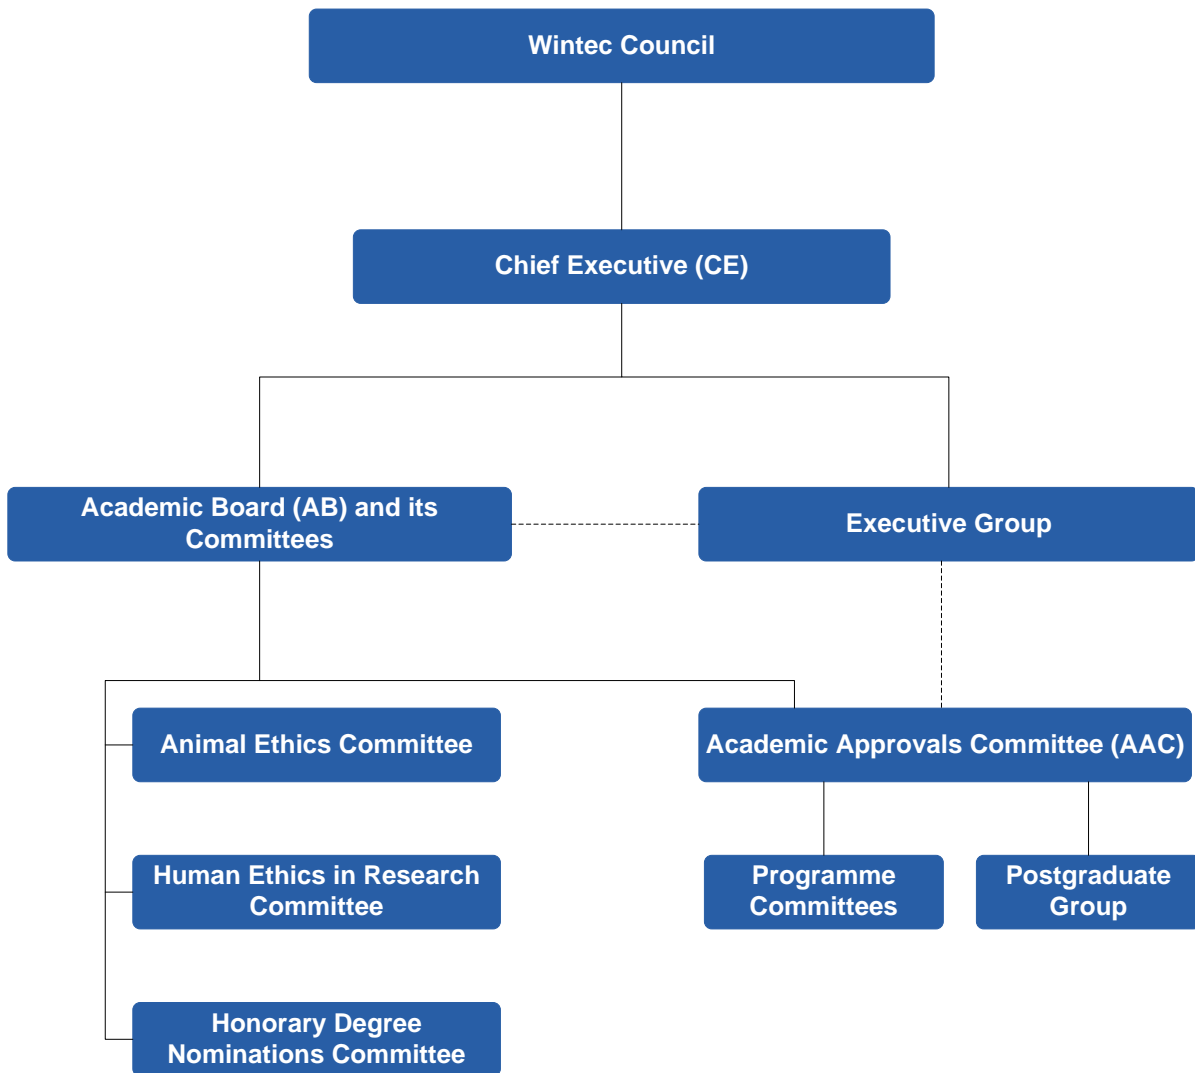 Wintec Council
Chief Executive (CE)
Academic Board (AB) and its
Committees
Executive Group
Animal Ethics Committee
Academic Approvals Committee (AAC)
Human Ethics in Research
Committee
Programme
Committees
Postgraduate
Group
Honorary Degree
Nominations Committee